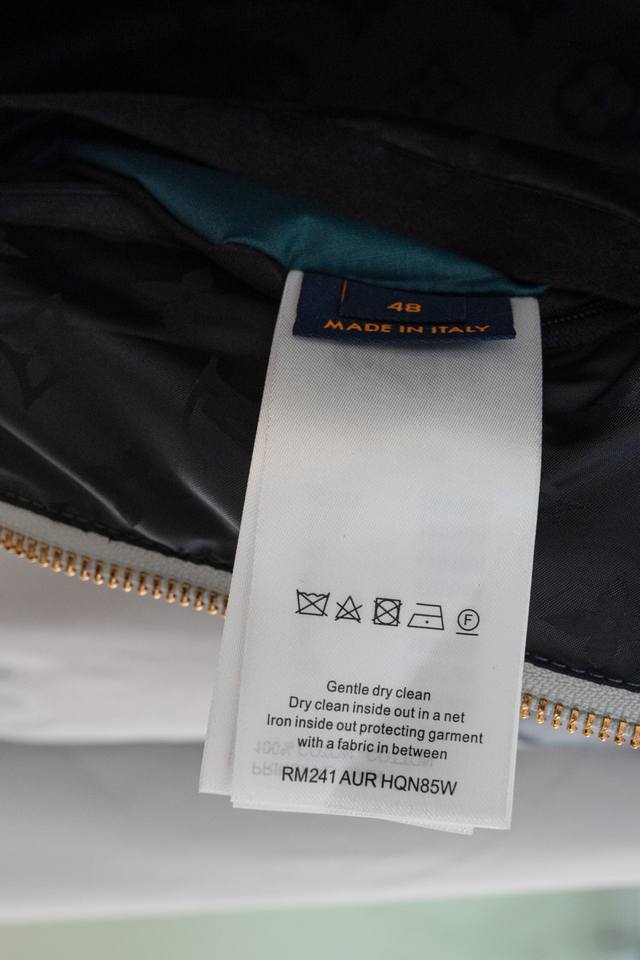 48
MADE IN ITALY
F
Gentle dry clean
Dry clean inside out in a net
Iron inside out protecting garment
with a fabric in between
RM241 AUR HQN85W